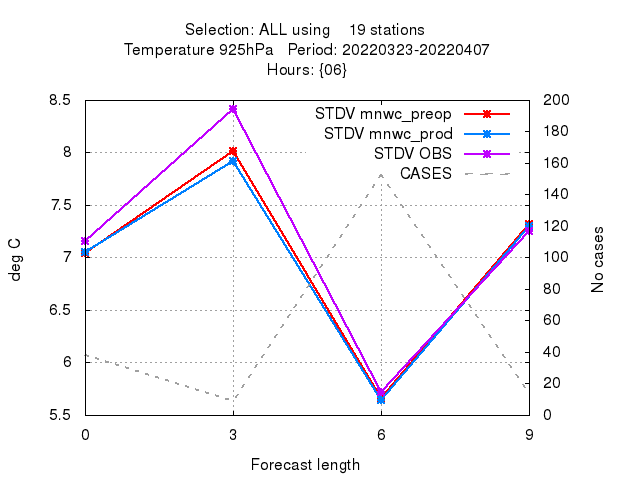 Selection: ALL using 19 stations
Temperature 925hPa Period: 20220323-20220407
Hours: {06}
8.5
8
7.5
7
6.5
6
5.5
deg C
STDV mnwc_preop
STDV mnwc_prod
STDV OBS
CASES
200
180
160
140
120
100
80
60
40
20
0
No cases
0 3 6 9
Forecast length